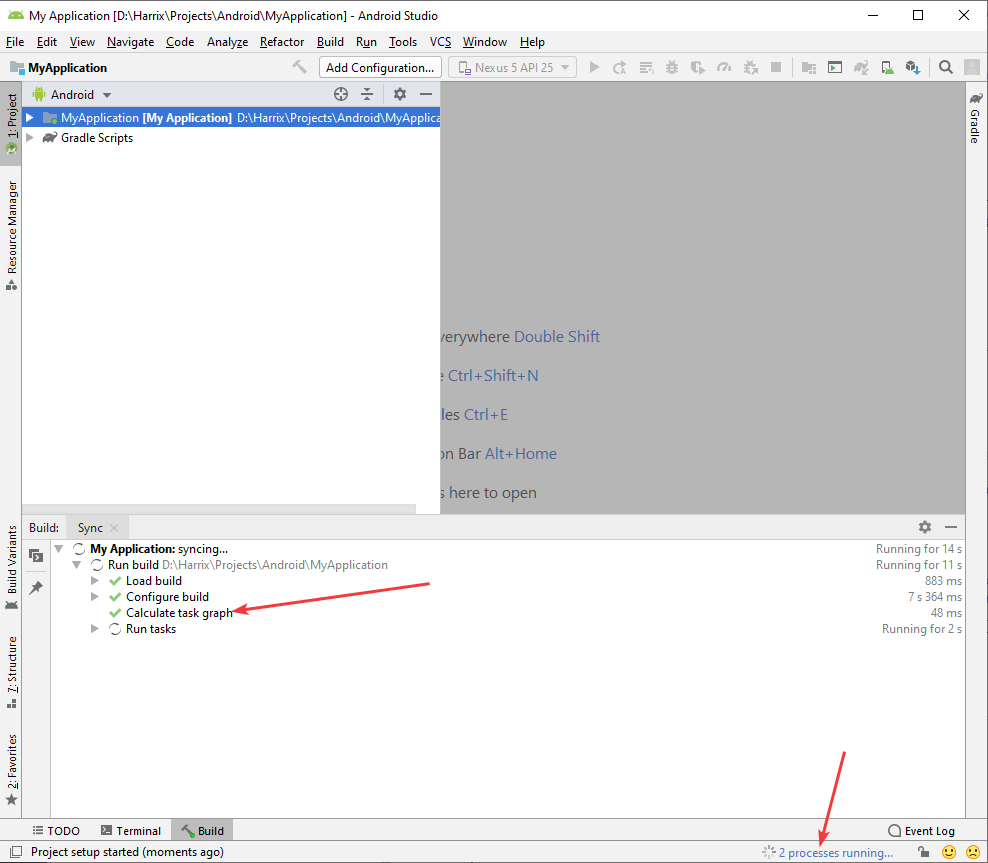 My Application [D:\Harrix\Projects\Android\MyApplication] - Android Studio
File Edit View Navigate Code Analyze Refactor Build Run Tools VCS Window Help
MyApplication Add Configuration... Nexus 5 API 25
1: Project
Android
MyApplication [My Application] D:\Harrix\Projects\Android\MyApplica
Gradle Scripts
Gradle
Resource Manager
verywhere Double Shift
e Ctrl+Shift+N
les Ctrl+E
on Bar Alt+Home
s here to open
Build: Sync
Build Variants
My Application: syncing... Running for 14 s
Run build D:\Harrix\Projects\Android\MyApplication Running for 11 s
Load build 883 ms
Configure build 7 s 364 ms
Calculate task graph 48 ms
Run tasks Running for 2 s
7: Structure
2: Favorites
TODO Terminal Build Event Log
Project setup started (moments ago) 2 processes running...